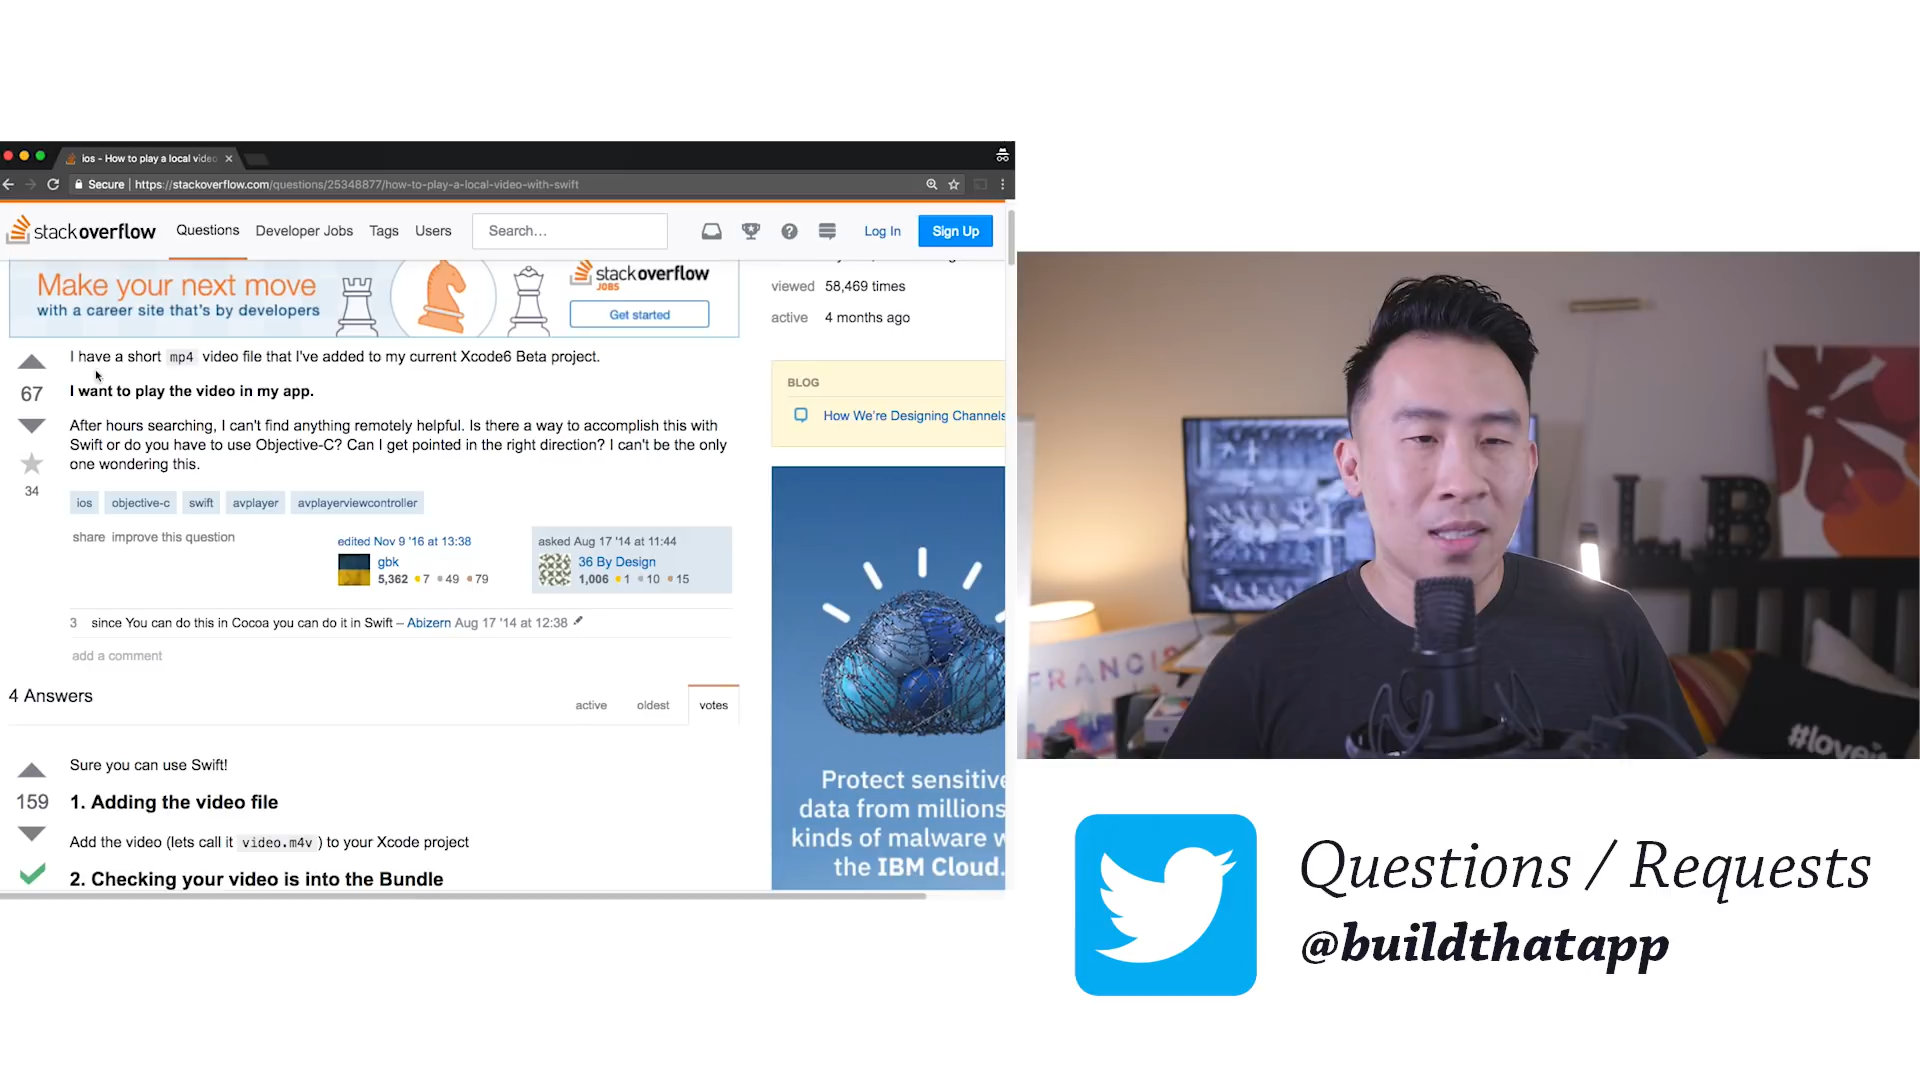 ios - How to play a local video
Secure | https://stackoverflow.com/questions/25348877/how-to-play-a-local-video-with-swift
stackoverflow Questions Developer Jobs Tags Users Search... Log In Sign Up
Make your next move
with a career site that's by developers
stackoverflow
JOBS
Get started
viewed 58,469 times
active 4 months ago
I have a short mp4 video file that I've added to my current Xcode6 Beta project.
67
I want to play the video in my app.
After hours searching, I can't find anything remotely helpful. Is there a way to accomplish this with
Swift or do you have to use Objective-C? Can I get pointed in the right direction? I can't be the only
one wondering this.
34
ios objective-c swift avplayer avplayerviewcontroller
share improve this question
edited Nov 9 '16 at 13:38
gbk
5,362 7 49 79
asked Aug 17 '14 at 11:44
36 By Design
1,006 1 10 15
3 since You can do this in Cocoa you can do it in Swift – Abizern Aug 17 '14 at 12:38
add a comment
4 Answers
active oldest votes
Sure you can use Swift!
159
1. Adding the video file
Add the video (lets call it video.m4v ) to your Xcode project
2. Checking your video is into the Bundle
BLOG
How We're Designing Channels
Protect sensitive
data from millions
kinds of malware w
the IBM Cloud.
LB
FRANCIS
#lovei
Questions / Requests
@buildthatapp